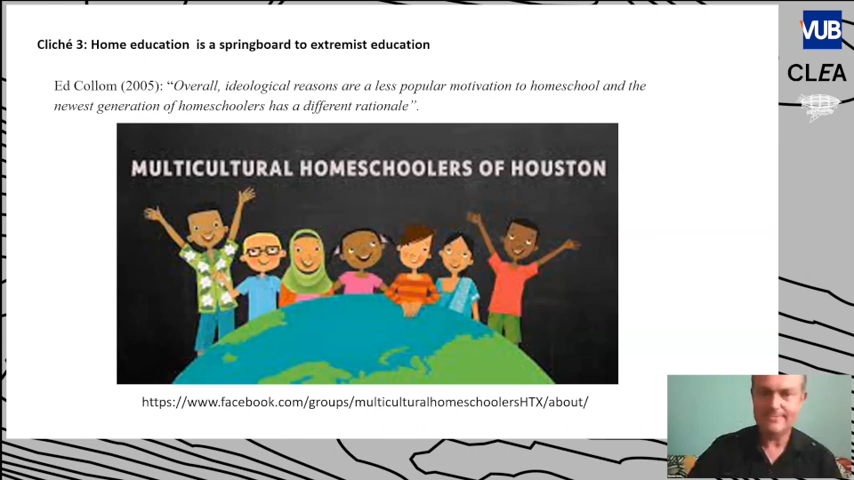 Cliché 3: Home education is a springboard to extremist education
VUB
CLEA
Ed Collom (2005): “Overall, ideological reasons are a less popular motivation to homeschool and the
newest generation of homeschoolers has a different rationale”.
MULTICULTURAL HOMESCHOOLERS OF HOUSTON
https://www.facebook.com/groups/multiculturalhomeschoolersHTX/about/